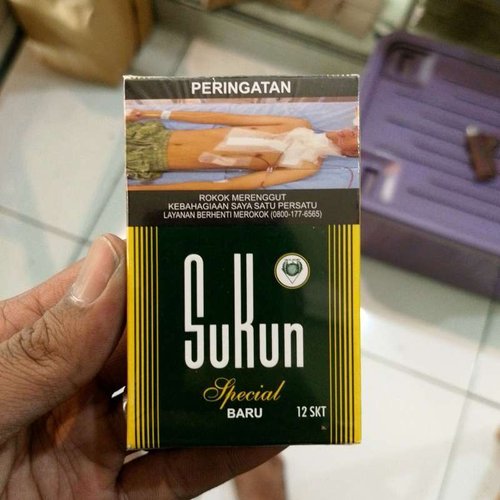 PERINGATAN
ROKOK MERENGGUT
KEBAHAGIAAN SAYA SATU PERSATU
LAYANAN BERHENTI MEROKOK (0800-177-6565)
SuKun
Special
BARU
12 SKT